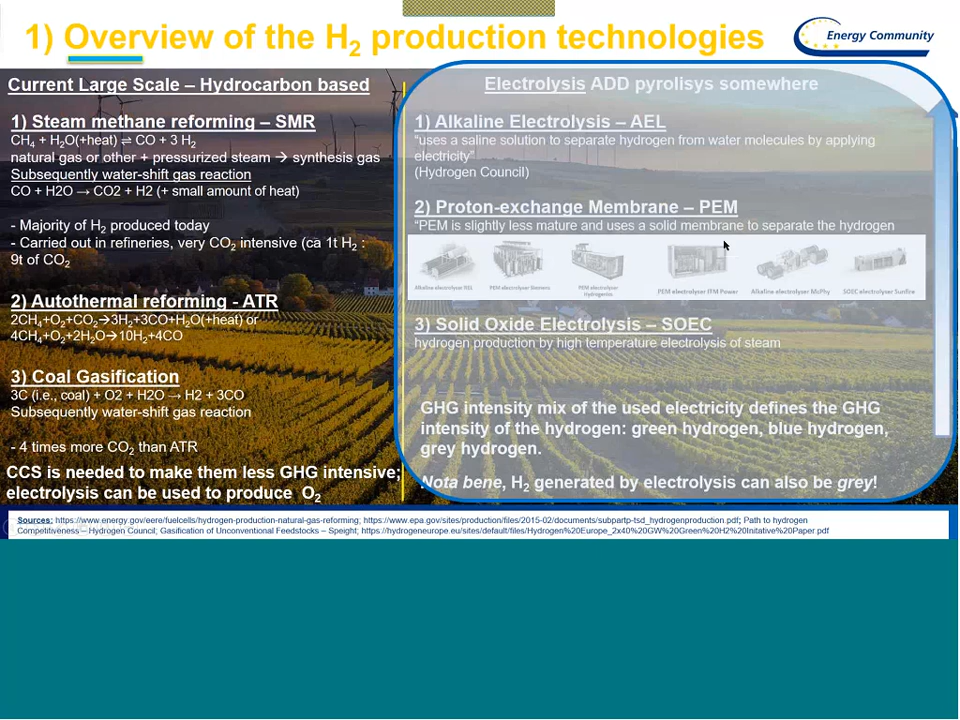 1) Overview of the H2 production technologies
Energy Community
Current Large Scale – Hydrocarbon based
1) Steam methane reforming – SMR
CH4 + H2O(+heat) ⇌ CO + 3 H2
natural gas or other + pressurized steam → synthesis gas
Subsequently water-shift gas reaction
CO + H2O → CO2 + H2 (+ small amount of heat)
- Majority of H2 produced today
- Carried out in refineries, very CO2 intensive (ca 1t H2 :
9t of CO2
2) Autothermal reforming - ATR
2CH4+O2+CO2→3H2+3CO+H2O(+heat) or
4CH4+O2+2H2O→10H2+4CO
3) Coal Gasification
3C (i.e., coal) + O2 + H2O → H2 + 3CO
Subsequently water-shift gas reaction
- 4 times more CO2 than ATR
CCS is needed to make them less GHG intensive;
electrolysis can be used to produce O2
Electrolysis ADD pyrolisys somewhere
1) Alkaline Electrolysis – AEL
“uses a saline solution to separate hydrogen from water molecules by applying
electricity”
(Hydrogen Council)
2) Proton-exchange Membrane – PEM
“PEM is slightly less mature and uses a solid membrane to separate the hydrogen
Alkaline electrolyser NEL
PEM electrolyser Siemens
PEM electrolyser
Hydrogenics
PEM electrolyser ITM Power
Alkaline electrolyser McPhy
SOEC electrolyser Sunfire
3) Solid Oxide Electrolysis – SOEC
hydrogen production by high temperature electrolysis of steam
GHG intensity mix of the used electricity defines the GHG
intensity of the hydrogen: green hydrogen, blue hydrogen,
grey hydrogen.
Nota bene, H2 generated by electrolysis can also be grey!
Sources: https://www.energy.gov/eere/fuelcells/hydrogen-production-natural-gas-reforming; https://www.epa.gov/sites/production/files/2015-02/documents/subpartp-tsd_hydrogenproduction.pdf; Path to hydrogen
Competitiveness – Hydrogen Council; Gasification of Unconventional Feedstocks – Speight; https://hydrogeneurope.eu/sites/default/files/Hydrogen%20Europe_2x40%20GW%20Green%20H2%20Initative%20Paper.pdf